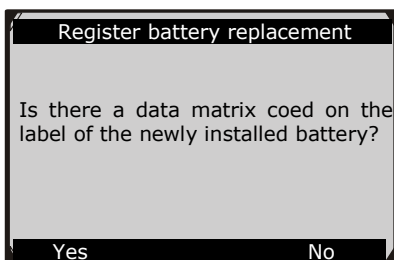 Register battery replacement
Is there a data matrix coed on the
label of the newly installed battery?
Yes No